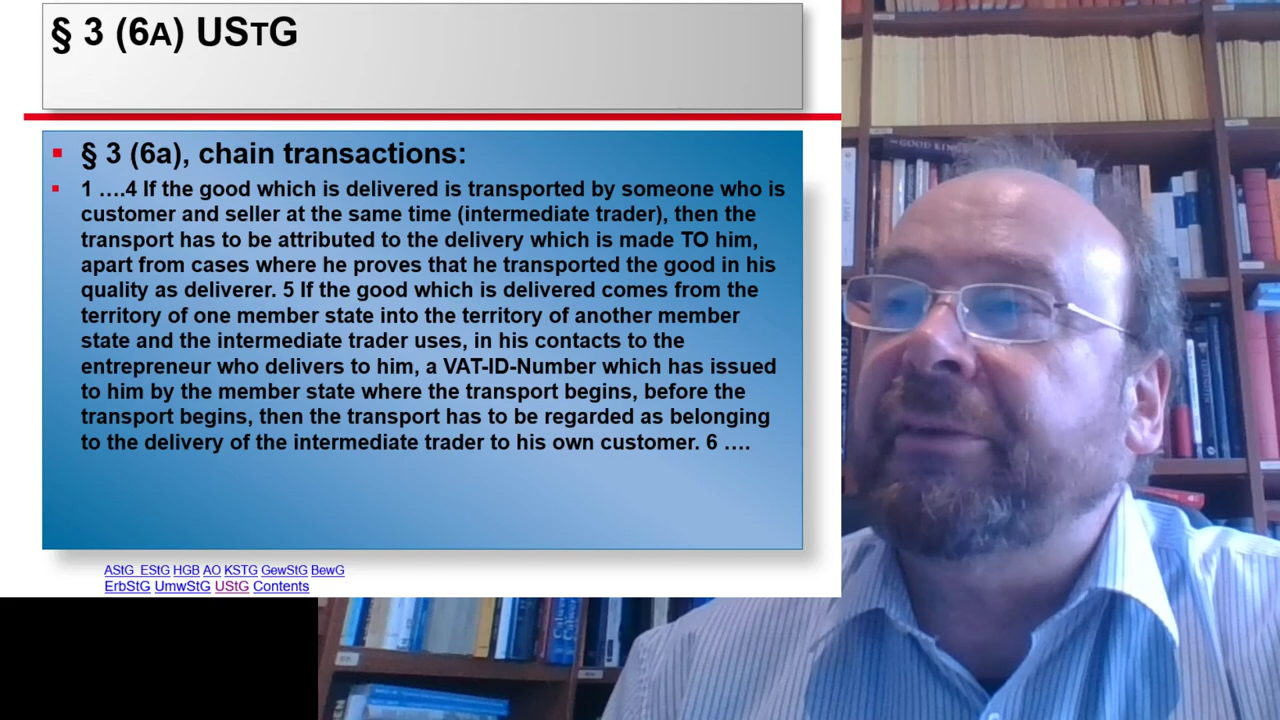 § 3 (6A) USTG
§ 3 (6a), chain transactions:
1 ….4 If the good which is delivered is transported by someone who is
customer and seller at the same time (intermediate trader), then the
transport has to be attributed to the delivery which is made TO him,
apart from cases where he proves that he transported the good in his
quality as deliverer. 5 If the good which is delivered comes from the
territory of one member state into the territory of another member
state and the intermediate trader uses, in his contacts to the
entrepreneur who delivers to him, a VAT-ID-Number which has issued
to him by the member state where the transport begins, before the
transport begins, then the transport has to be regarded as belonging
to the delivery of the intermediate trader to his own customer. 6 ….
AStG EStG HGB AO KSTG GewStG BewG
ErbStG UmwStG UStG Contents
GOOD KING